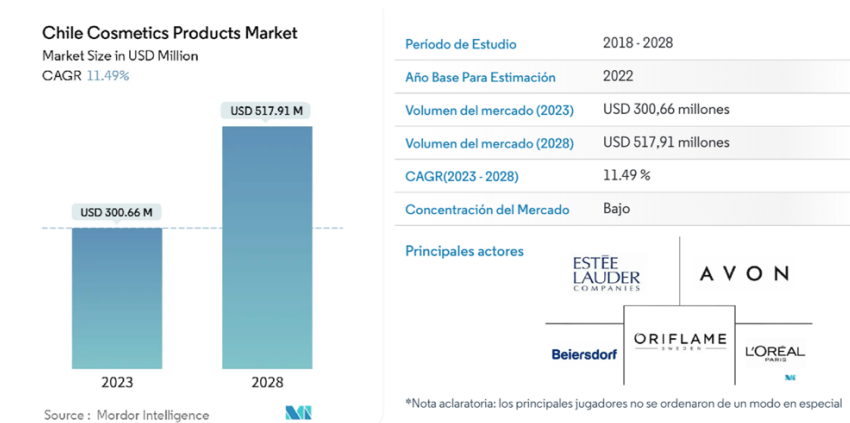 Chile Cosmetics Products Market
Market Size in USD Million
CAGR 11.49%
USD 517.91 M
USD 300.66 M
2023
2028
Source : Mordor Intelligence
Período de Estudio 2018 - 2028
Año Base Para Estimación 2022
Volumen del mercado (2023) USD 300,66 millones
Volumen del mercado (2028) USD 517,91 millones
CAGR(2023 - 2028) 11.49 %
Concentración del Mercado Bajo
Principales actores
ESTĒE
LAUDER
COMPANIES
AVON
Beiersdorf
ORIFLAME
SWEDEN
L'ORÉAL
PARIS
*Nota aclaratoria: los principales jugadores no se ordenaron de un modo en especial